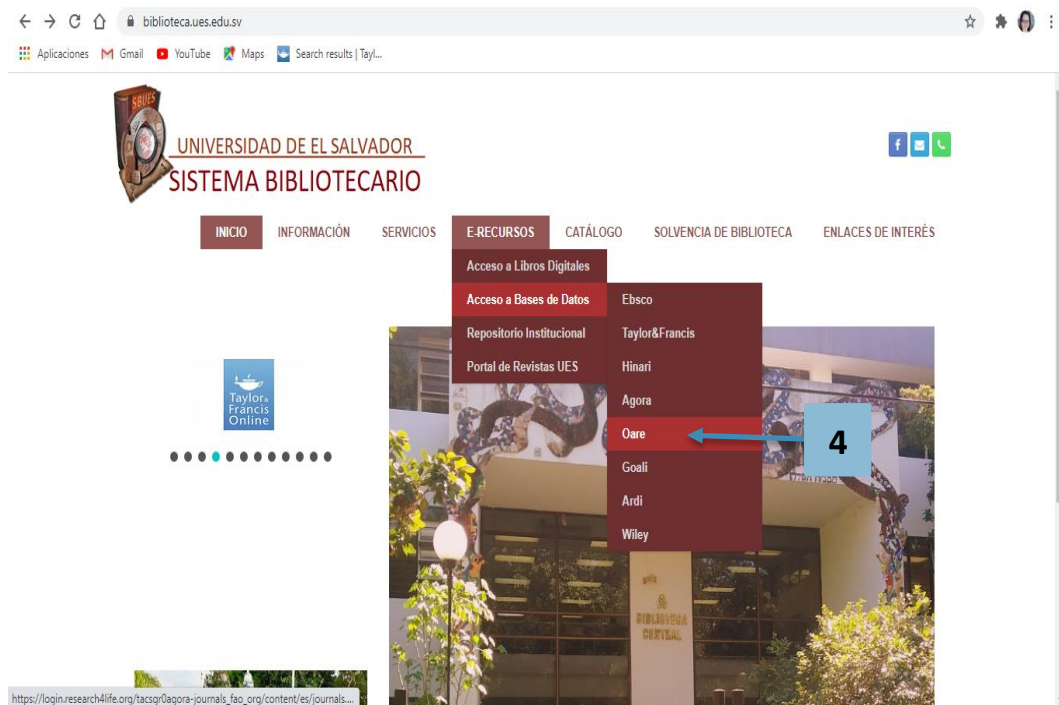 biblioteca.ues.edu.sv
Aplicaciones Gmail YouTube Maps Search results | Tayl...
SBUES
UNIVERSIDAD DE EL SALVADOR
SISTEMA BIBLIOTECARIO
INICIO INFORMACIÓN SERVICIOS E-RECURSOS CATÁLOGO SOLVENCIA DE BIBLIOTECA ENLACES DE INTERÉS
Acceso a Libros Digitales
Acceso a Bases de Datos
Repositorio Institucional
Portal de Revistas UES
Ebsco
Taylor&Francis
Hinari
Agora
Oare
Goali
Ardi
Wiley
4
Taylor&
Francis
Online
BIBLIOTECA
CENTRAL
https://login.research4life.org/tacsgr0agora-journals_fao_org/content/es/journals....